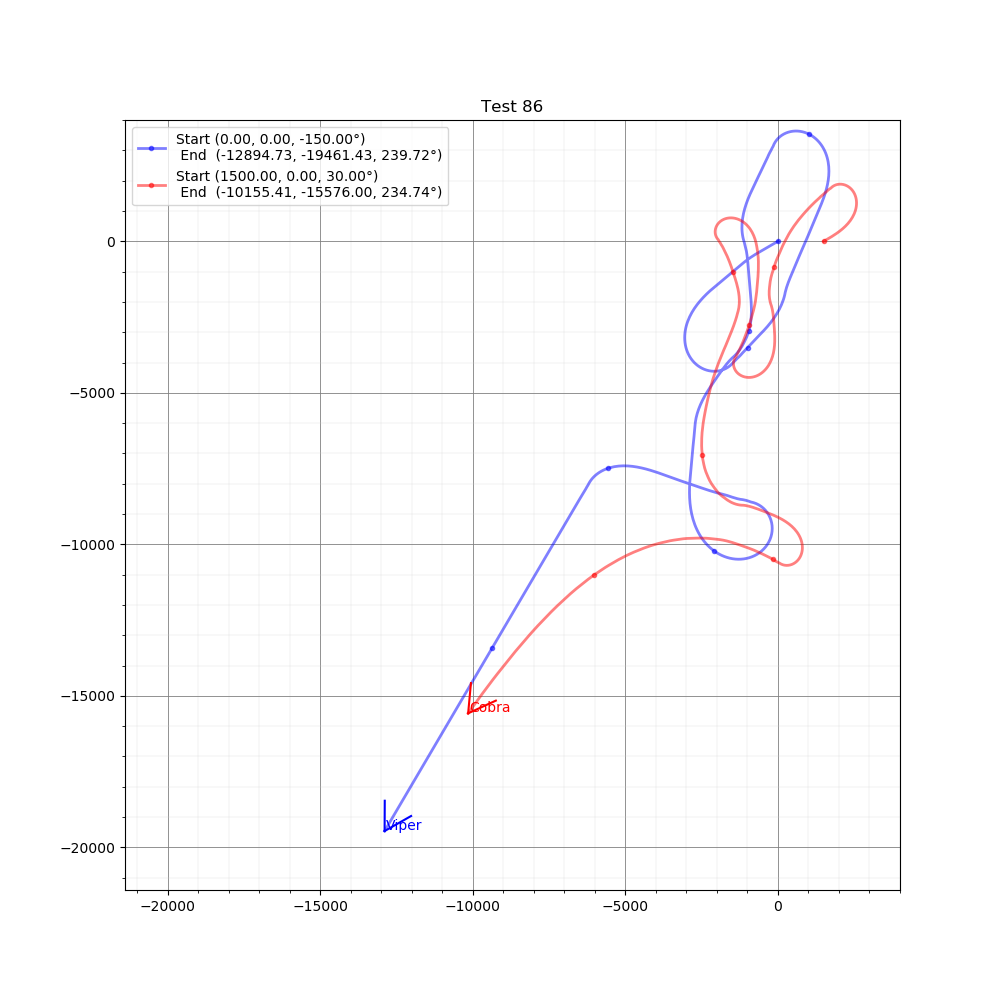 Test 86
Start (0.00, 0.00, -150.00°)
End (-12894.73, -19461.43, 239.72°)
Start (1500.00, 0.00, 30.00°)
End (-10155.41, -15576.00, 234.74°)
0
−5000
−10000
−15000
−20000
Cobra
Viper
−20000 −15000 −10000 −5000 0